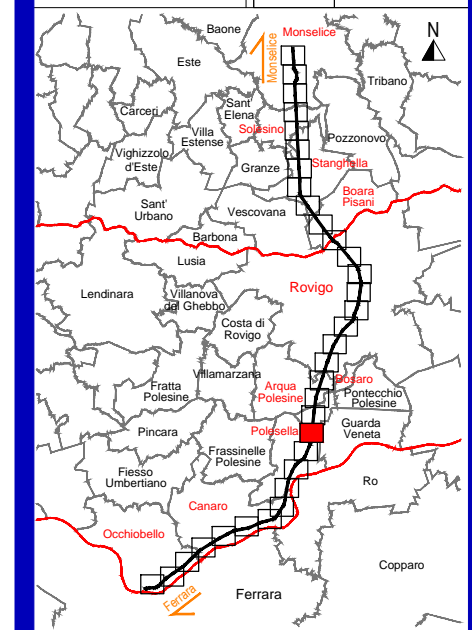 Baone
Monselice
N
Monselice
Este
Tribano
Carceri
Sant'
Elena
Solesino
Villa
Estense
Pozzonovo
Vighizzolo
d'Este
Granze
Stanghella
Boara
Pisani
Sant'
Urbano
Vescovana
Barbona
Lusia
Rovigo
Lendinara
Villanova
del Ghebbo
Costa di
Rovigo
Villamarzana
Bosaro
Fratta
Polesine
Arqua
Polesine
Pontecchio
Polesine
Pincara
Polesella
Guarda
Veneta
Frassinelle
Polesine
Fiesso
Umbertiano
Ro
Canaro
Occhiobello
Copparo
Ferrara
Ferrara